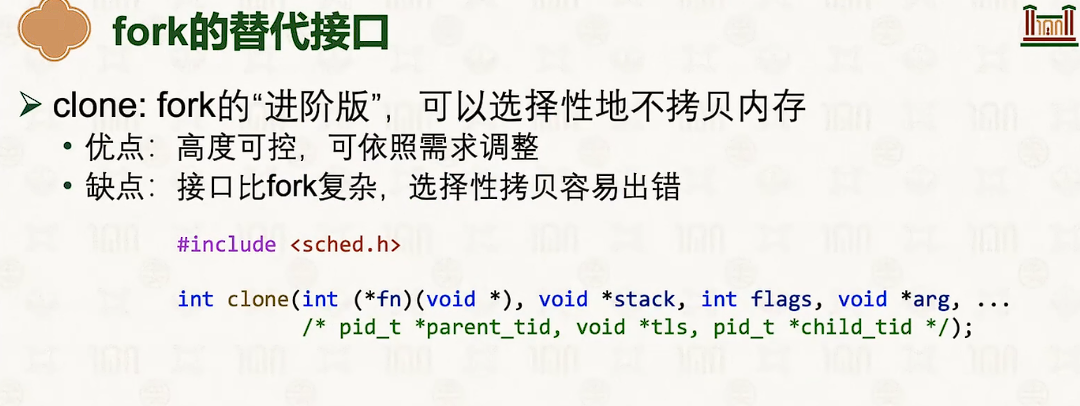 fork的替代接口
➢ clone: fork的“进阶版”，可以选择性地不拷贝内存
• 优点：高度可控，可依照需求调整
• 缺点：接口比fork复杂，选择性拷贝容易出错
#include <sched.h>
int clone(int (*fn)(void *), void *stack, int flags, void *arg, ...
/* pid_t *parent_tid, void *tls, pid_t *child_tid */);